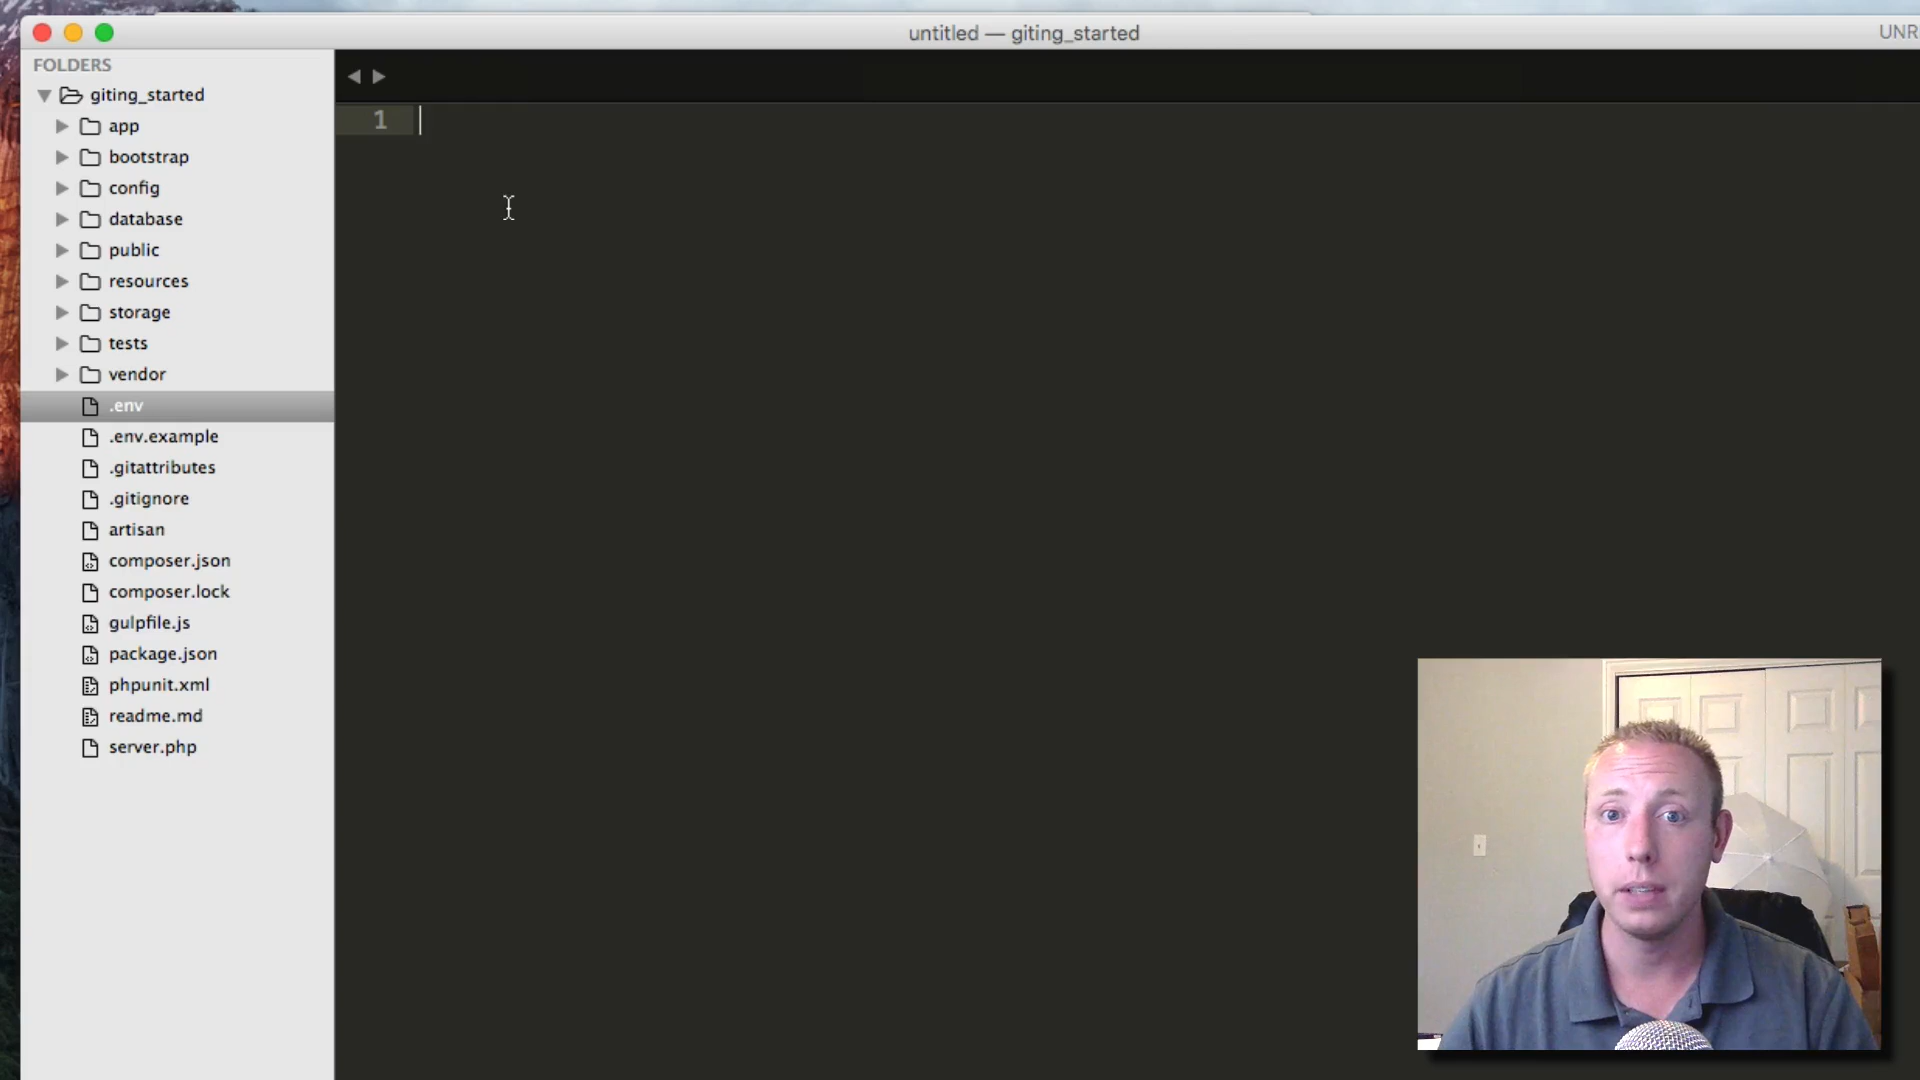 untitled — giting_started
UNR
FOLDERS
giting_started
app
bootstrap
config
database
public
resources
storage
tests
vendor
.env
.env.example
.gitattributes
.gitignore
artisan
composer.json
composer.lock
gulpfile.js
package.json
phpunit.xml
readme.md
server.php
1